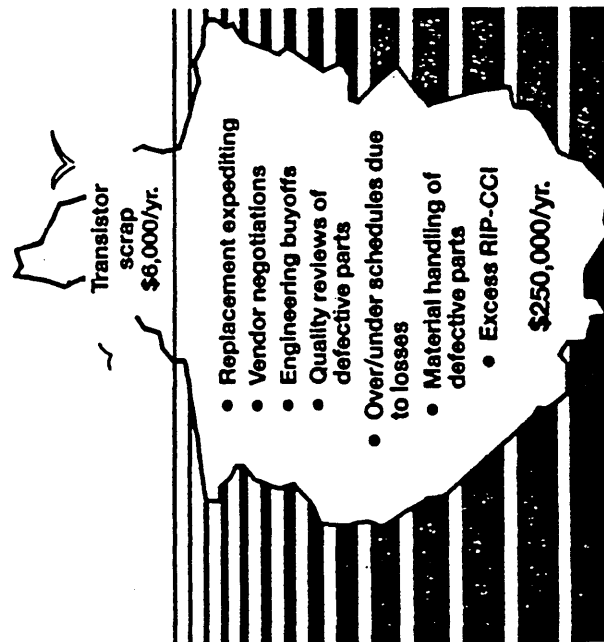 Transistor
scrap
$6,000/yr.
• Replacement expediting
• Vendor negotiations
• Engineering buyoffs
• Quality reviews of
defective parts
• Over/under schedules due
to losses
• Material handling of
defective parts
• Excess RIP-CCI
$250,000/yr.